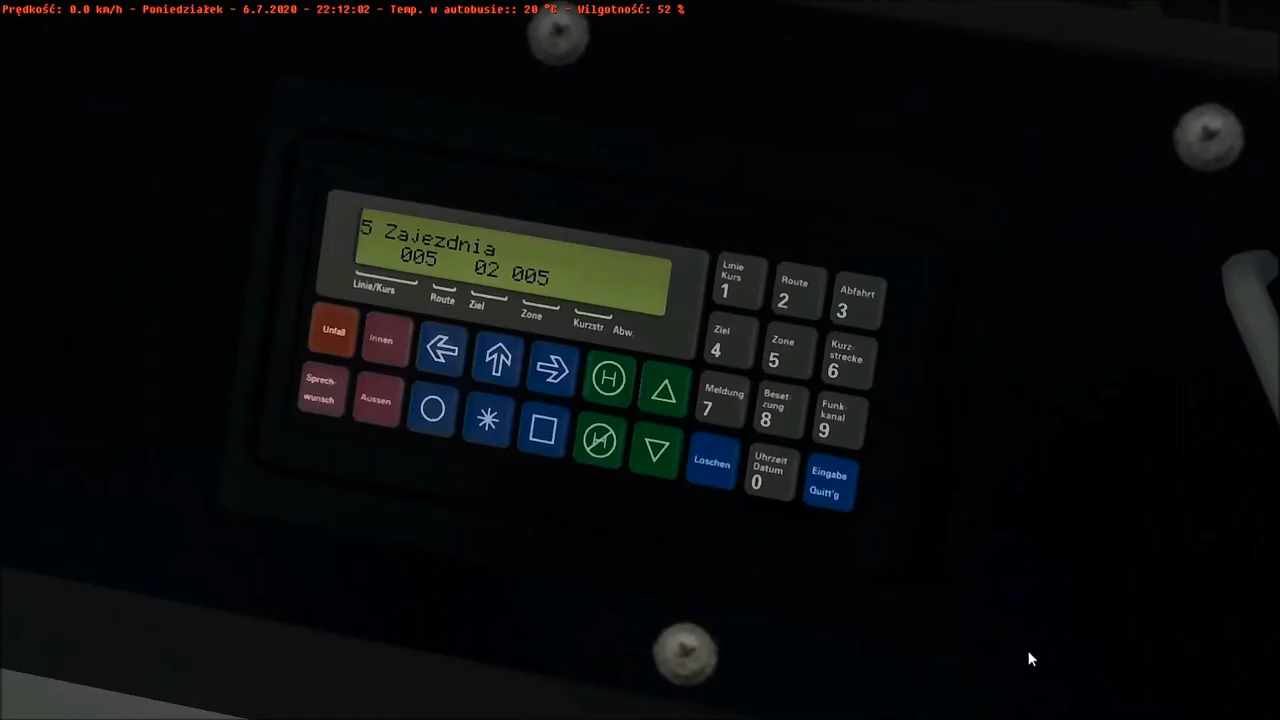 Prędkość: 0.0 km/h - Poniedziałek - 6.7.2020 - 22:12:02 - Temp. w autobusie:: 20 °C - Wilgotność: 52 %
5 Zajezdnia
005 02 005
Linie/Kurs Route Ziel Zone Kurzstr Abw.
Linie Kurs 1
Route 2
Abfahrt 3
Ziel 4
Zone 5
Kurz- strecke 6
Meldung 7
Beset- zung 8
Funk- kanal 9
Unfall
Innen
H
Sprech- wunsch
Aussen
H
Loschen
Uhrzeit Datum 0
Eingabe Quitt'g